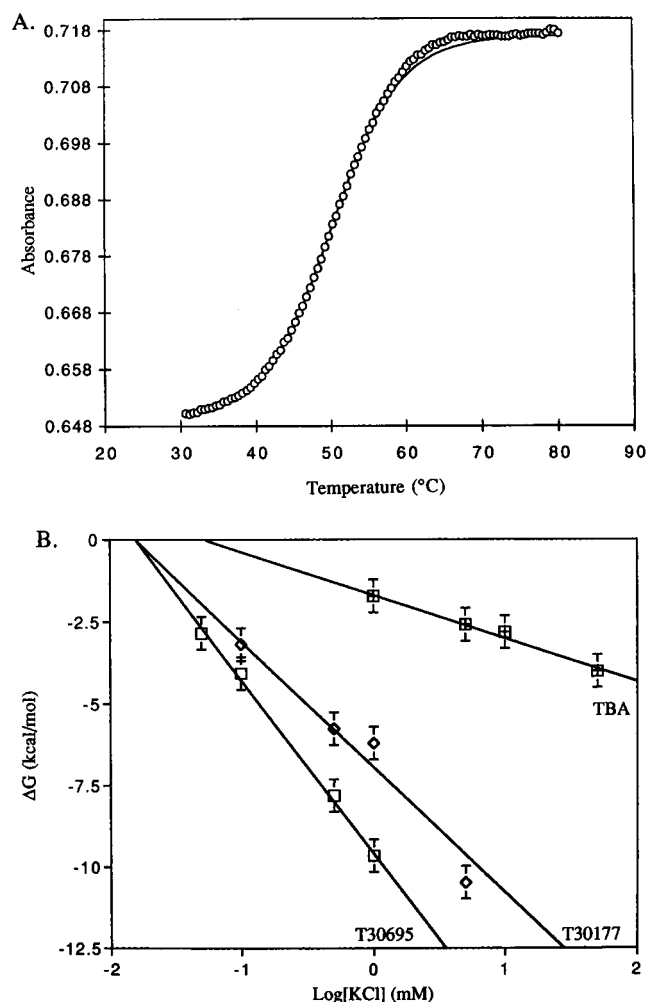 A.
0.718
0.708
0.698
0.688
0.678
0.668
0.658
0.648
Absorbance
20 30 40 50 60 70 80 90
Temperature (°C)
B.
0
-2.5
-5
-7.5
-10
-12.5
ΔG (kcal/mol)
TBA
T30695
T30177
-2 -1 0 1 2
Log[KCl] (mM)